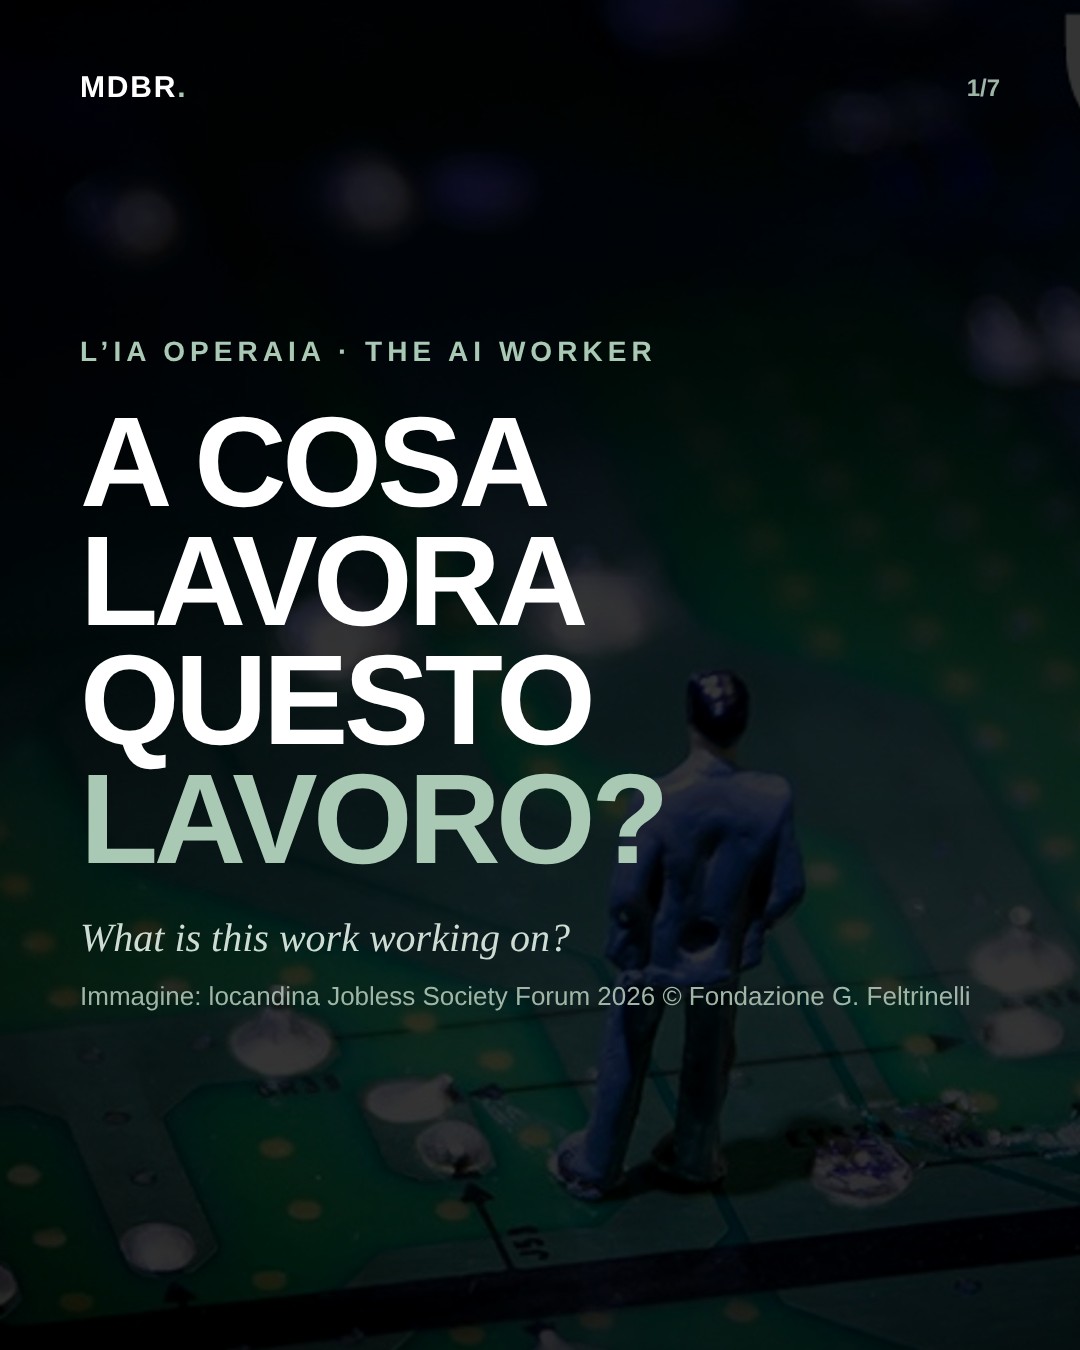 MDBR.
1/7
L’IA OPERAIA · THE AI WORKER
A COSA
LAVORA
QUESTO
LAVORO?
What is this work working on?
Immagine: locandina Jobless Society Forum 2026 © Fondazione G. Feltrinelli